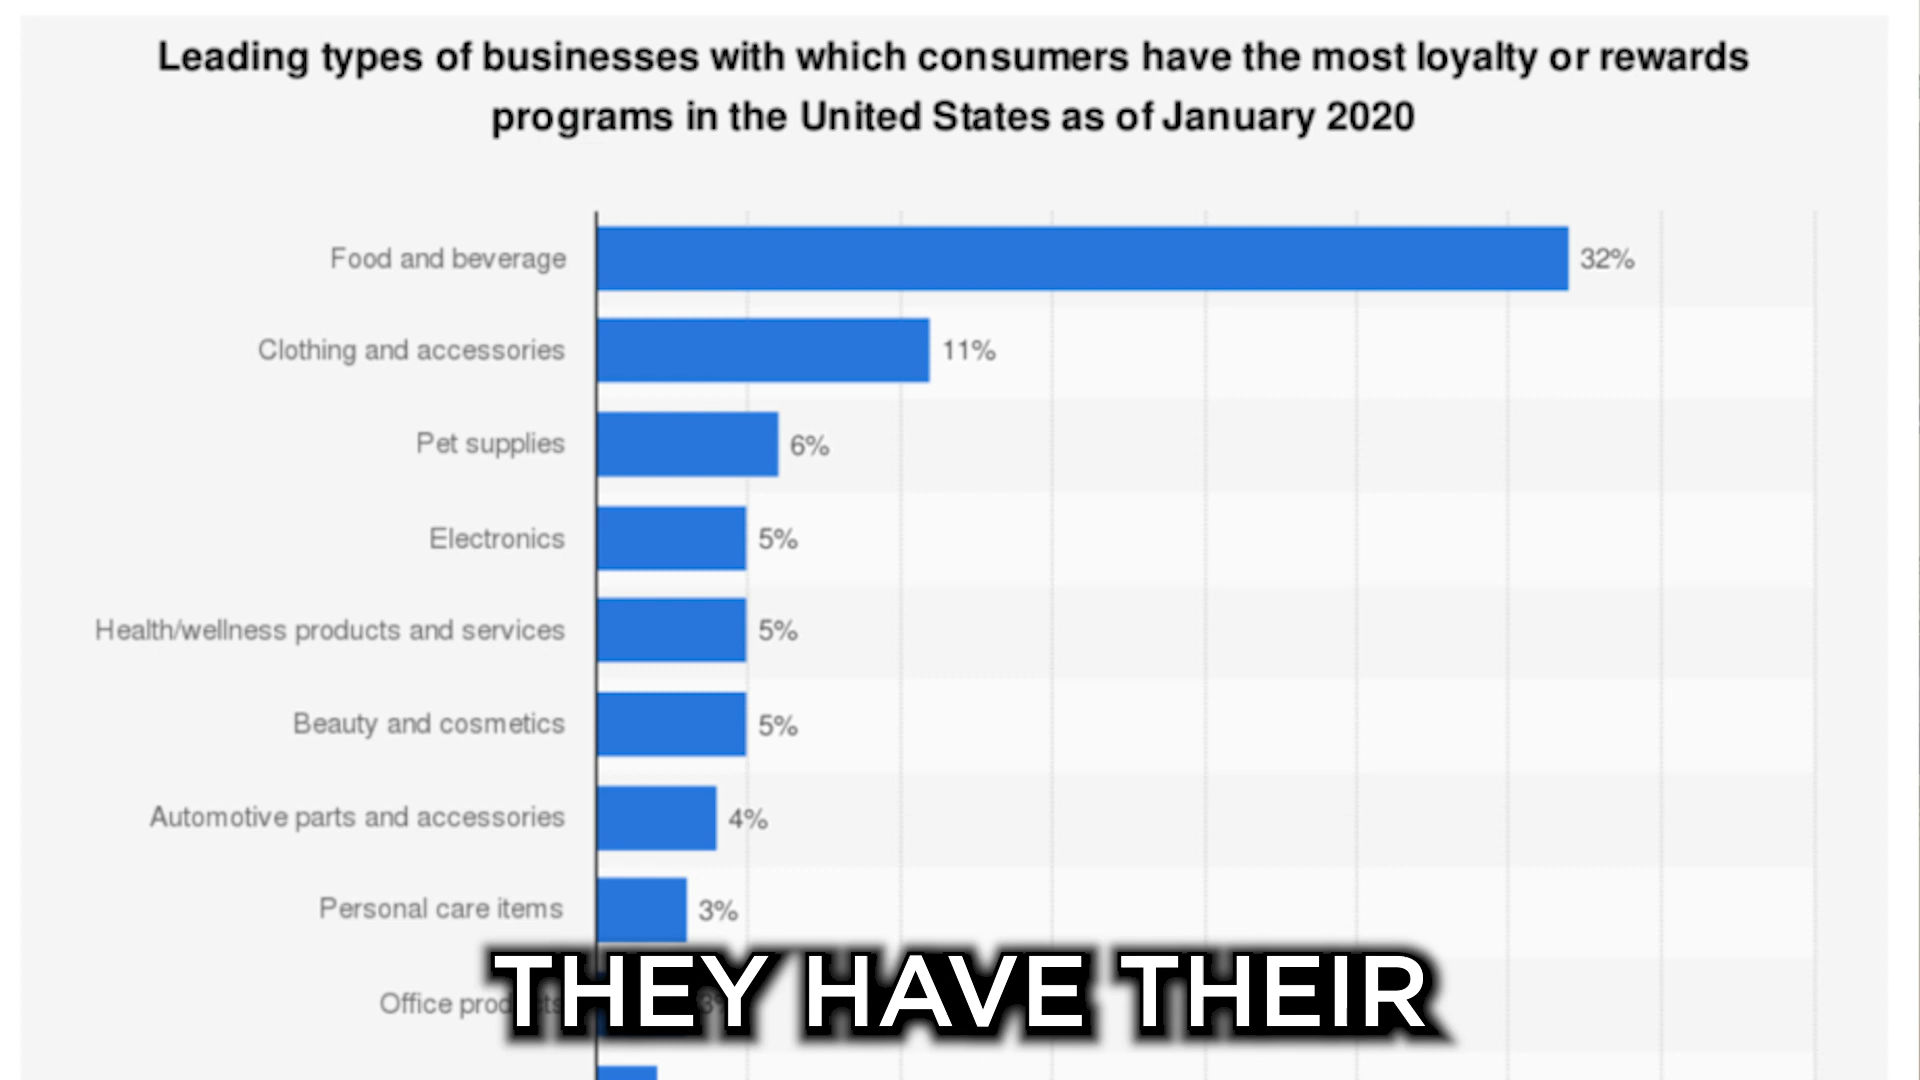 Leading types of businesses with which consumers have the most loyalty or rewards
programs in the United States as of January 2020
Food and beverage 32%
Clothing and accessories 11%
Pet supplies 6%
Electronics 5%
Health/wellness products and services 5%
Beauty and cosmetics 5%
Automotive parts and accessories 4%
Personal care items 3%
Office products
THEY HAVE THEIR